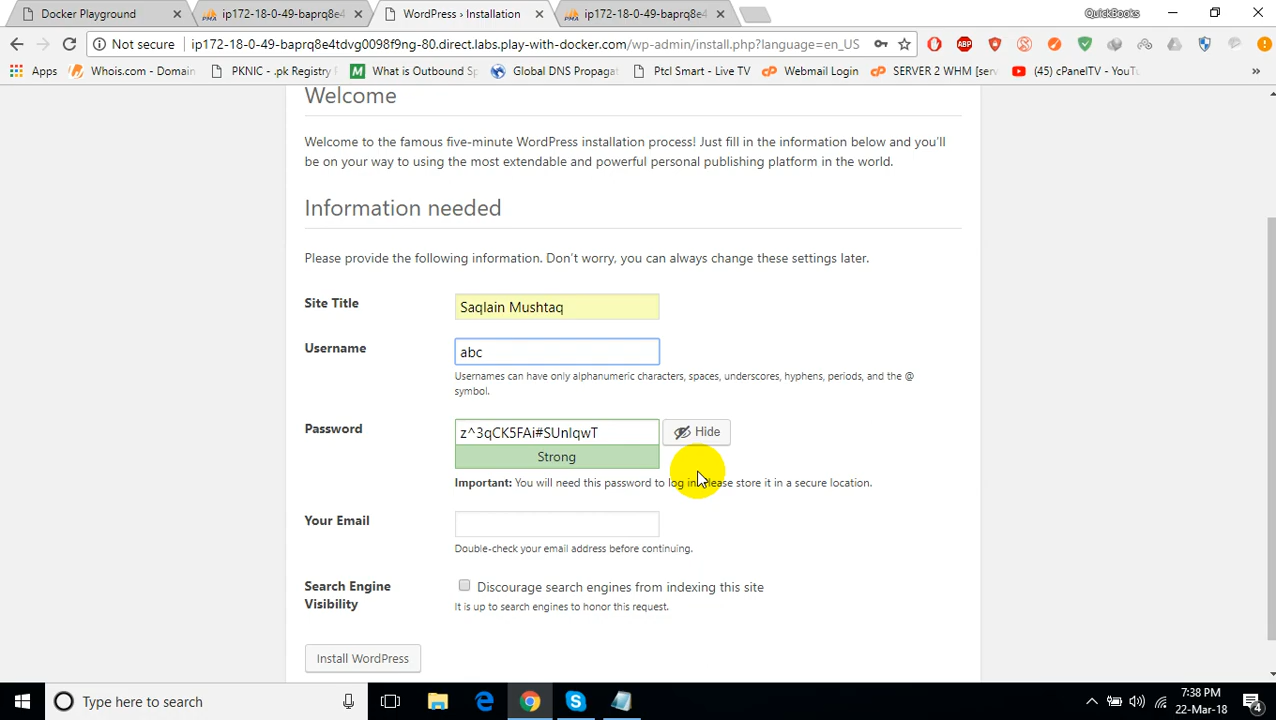 Docker Playground
ip172-18-0-49-baprq8e4
WordPress › Installation
ip172-18-0-49-baprq8e4
QuickBooks
Not secure
ip172-18-0-49-baprq8e4tdvg0098f9ng-80.direct.labs.play-with-docker.com/wp-admin/install.php?language=en_US
Apps
Whois.com - Domain
PKNIC - .pk Registry
What is Outbound Sp
Global DNS Propagat
Ptcl Smart - Live TV
Webmail Login
SERVER 2 WHM [serv
(45) cPanelTV - YouTu
»
Welcome
Welcome to the famous five-minute WordPress installation process! Just fill in the information below and you'll
be on your way to using the most extendable and powerful personal publishing platform in the world.
Information needed
Please provide the following information. Don't worry, you can always change these settings later.
Site Title
Saqlain Mushtaq
Username
abc
Usernames can have only alphanumeric characters, spaces, underscores, hyphens, periods, and the @
symbol.
Password
z^3qCK5FAi#SUnIqwT
Hide
Strong
Important: You will need this password to log in. Please store it in a secure location.
Your Email
Double-check your email address before continuing.
Search Engine
Visibility
Discourage search engines from indexing this site
It is up to search engines to honor this request.
Install WordPress
Type here to search
7:38 PM
22-Mar-18
4